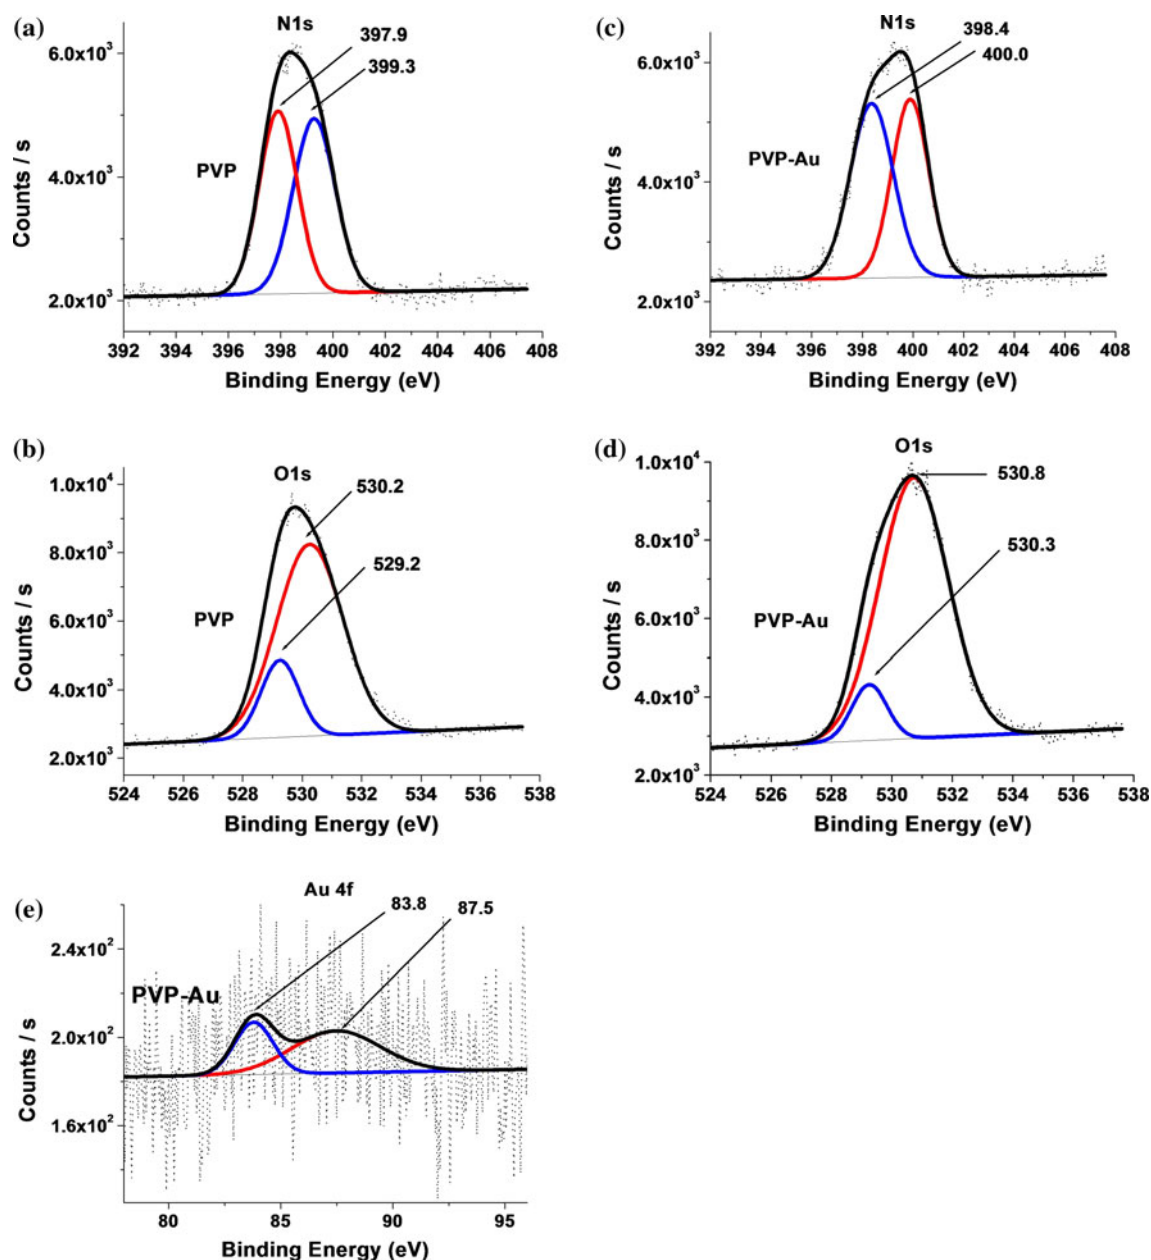 (a)
N1s
397.9
399.3
PVP
Counts / s
6.0x10³
4.0x10³
2.0x10³
392 394 396 398 400 402 404 406 408
Binding Energy (eV)
(c)
N1s
398.4
400.0
PVP-Au
Counts / s
6.0x10³
4.0x10³
2.0x10³
392 394 396 398 400 402 404 406 408
Binding Energy (eV)
(b)
O1s
530.2
529.2
PVP
Counts / s
1.0x10⁴
8.0x10³
6.0x10³
4.0x10³
2.0x10³
524 526 528 530 532 534 536 538
Binding Energy (eV)
(d)
O1s
530.8
530.3
PVP-Au
Counts / s
1.0x10⁴
8.0x10³
6.0x10³
4.0x10³
2.0x10³
524 526 528 530 532 534 536 538
Binding Energy (eV)
(e)
Au 4f
83.8
87.5
PVP-Au
Counts / s
2.4x10²
2.0x10²
1.6x10²
80 85 90 95
Binding Energy (eV)